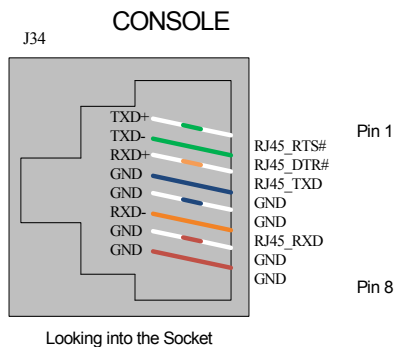 CONSOLE
J34
TXD+
TXD-
RXD+
GND
GND
RXD-
GND
GND
Pin 1
RJ45_RTS#
RJ45_DTR#
RJ45_TXD
GND
GND
RJ45_RXD
GND
GND
Pin 8
Looking into the Socket